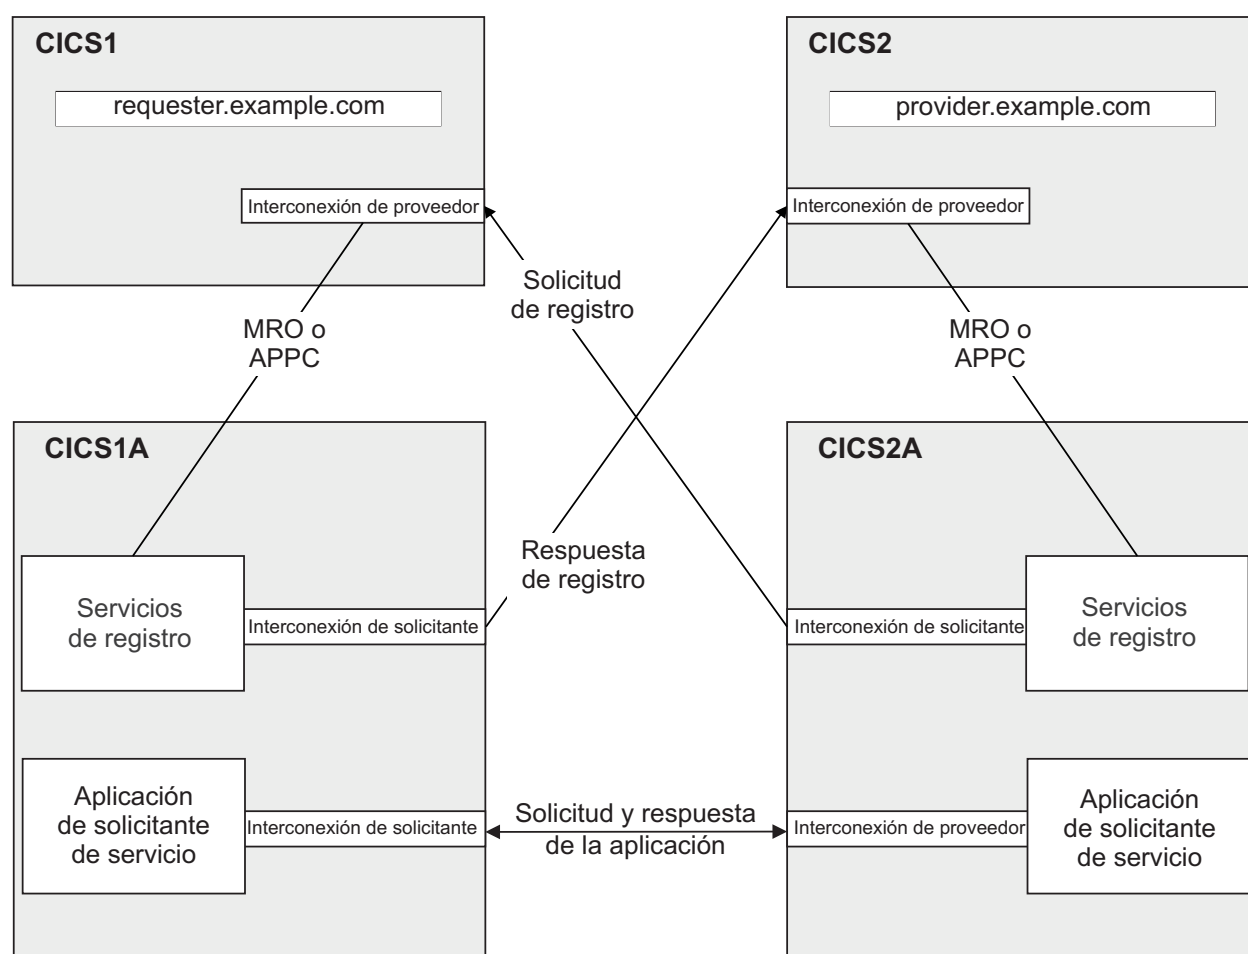 CICS1
requester.example.com
Interconexión de proveedor
CICS2
provider.example.com
Interconexión de proveedor
Solicitud
de registro
MRO o
APPC
MRO o
APPC
CICS1A
Servicios
de registro
Interconexión de solicitante
Respuesta
de registro
CICS2A
Interconexión de solicitante
Servicios
de registro
Aplicación
de solicitante
de servicio
Interconexión de solicitante
Solicitud y respuesta
de la aplicación
Interconexión de proveedor
Aplicación
de solicitante
de servicio